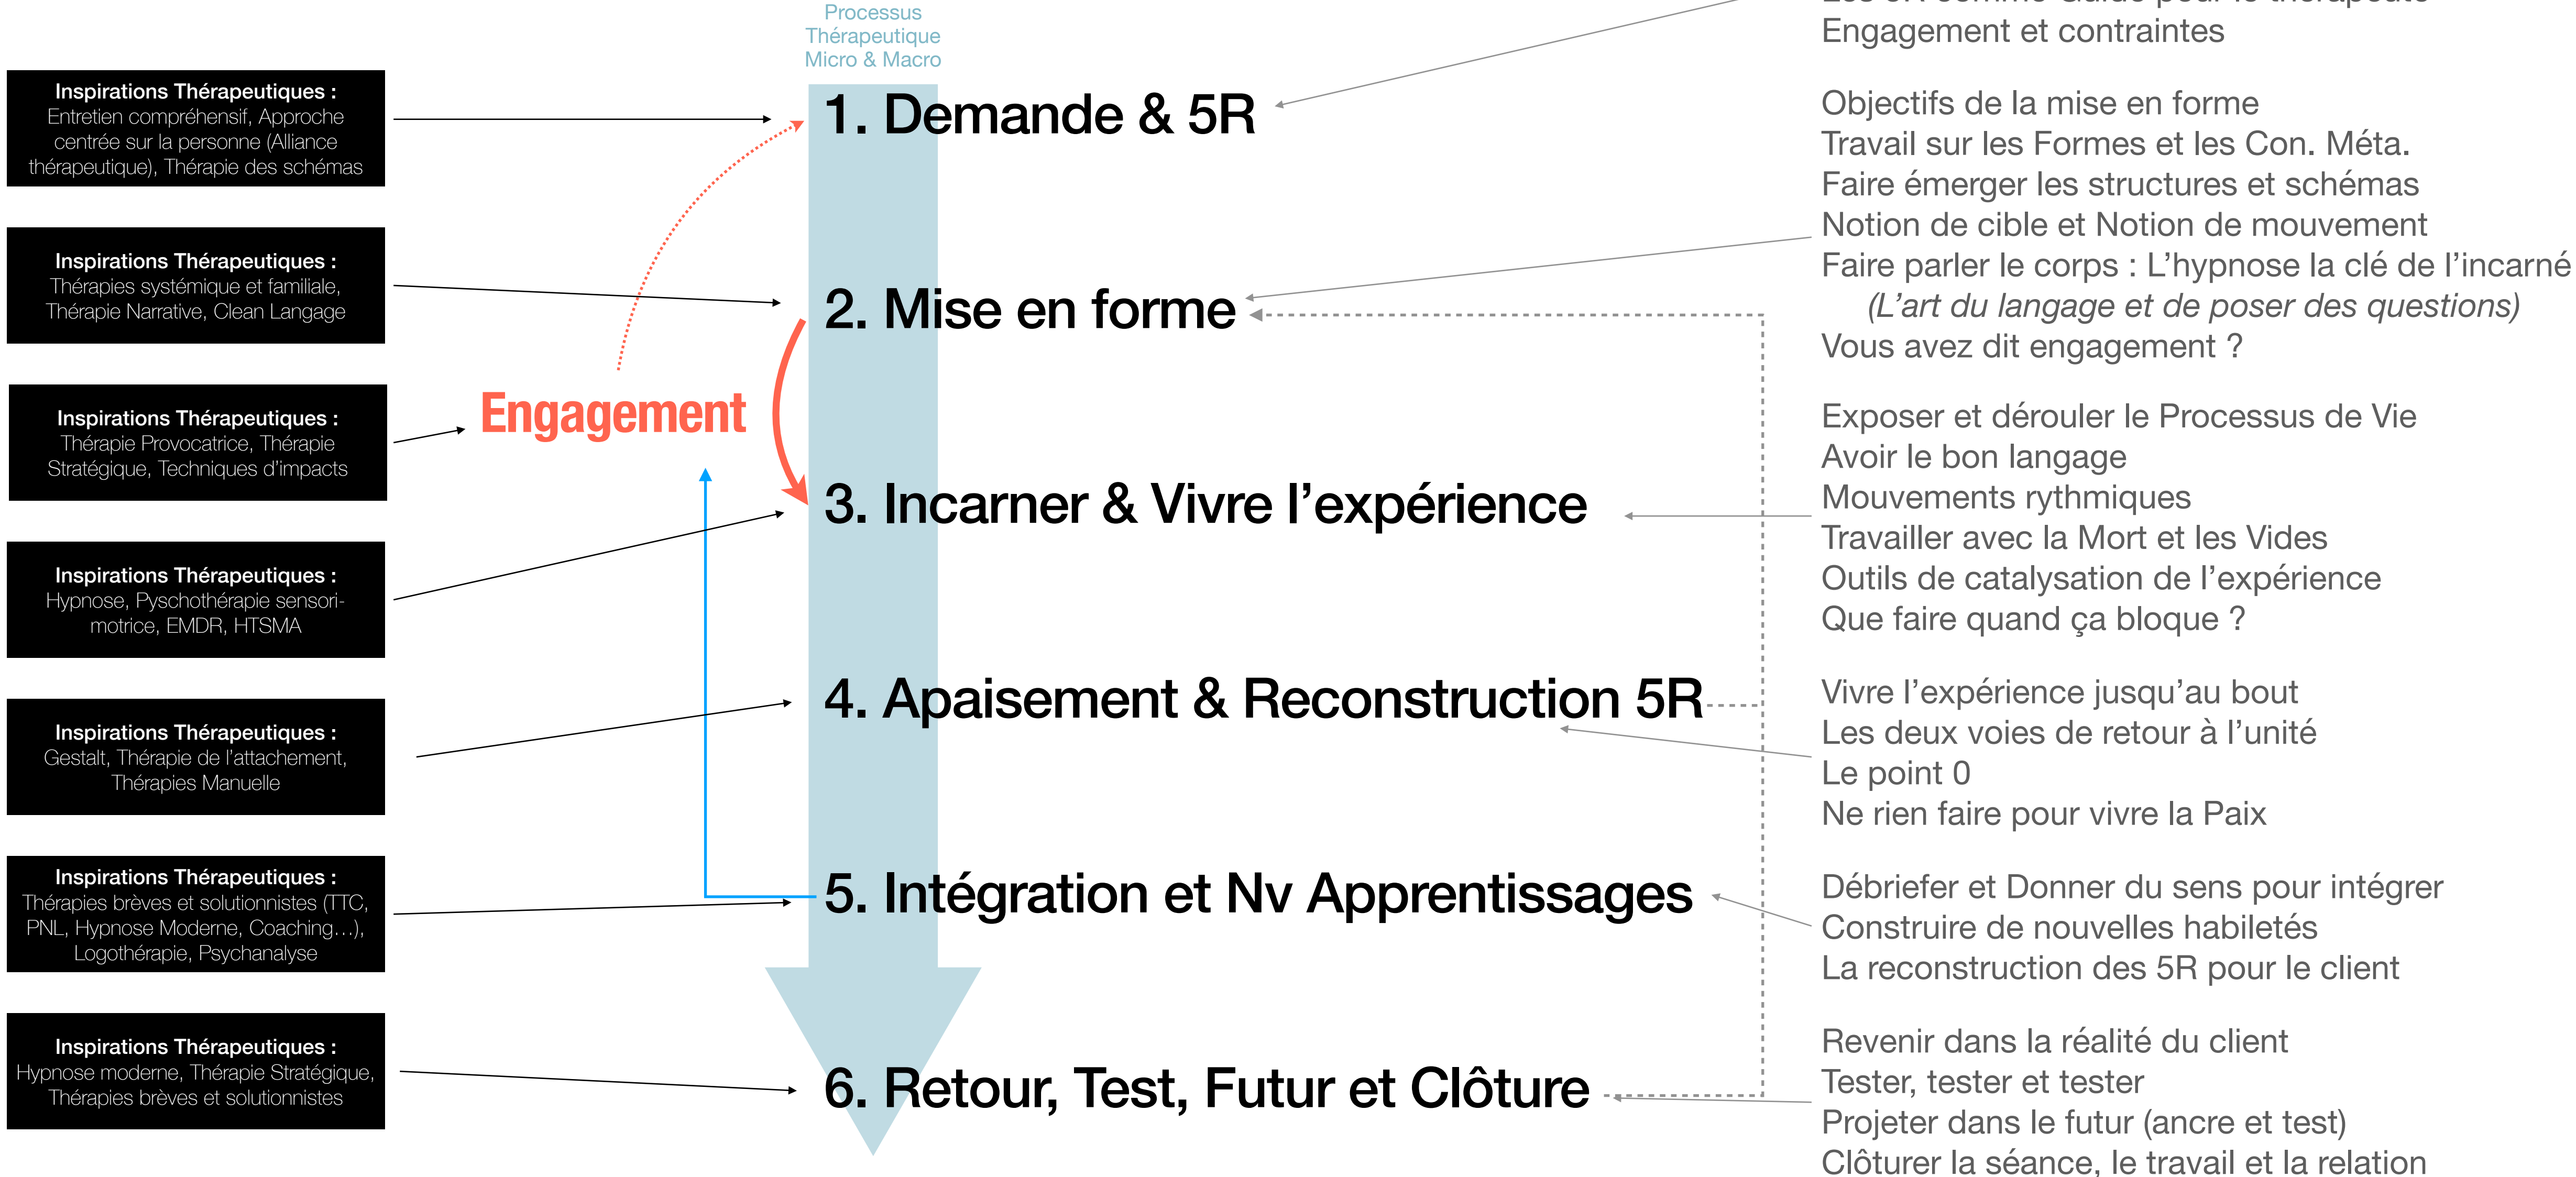 Processus
Thérapeutique
Micro & Macro
Inspirations Thérapeutiques :
Entretien compréhensif, Approche
centrée sur la personne (Alliance
thérapeutique), Thérapie des schémas
Inspirations Thérapeutiques :
Thérapies systémique et familiale,
Thérapie Narrative, Clean Langage
Inspirations Thérapeutiques :
Thérapie Provocatrice, Thérapie
Stratégique, Techniques d’impacts
Inspirations Thérapeutiques :
Hypnose, Pyschothérapie sensori-
motrice, EMDR, HTSMA
Inspirations Thérapeutiques :
Gestalt, Thérapie de l’attachement,
Thérapies Manuelle
Inspirations Thérapeutiques :
Thérapies brèves et solutionnistes (TTC,
PNL, Hypnose Moderne, Coaching…),
Logothérapie, Psychanalyse
Inspirations Thérapeutiques :
Hypnose moderne, Thérapie Stratégique,
Thérapies brèves et solutionnistes
Engagement
1. Demande & 5R
2. Mise en forme
3. Incarner & Vivre l’expérience
4. Apaisement & Reconstruction 5R
5. Intégration et Nv Apprentissages
6. Retour, Test, Futur et Clôture
Les 5R comme Guide pour le thérapeute
Engagement et contraintes
Objectifs de la mise en forme
Travail sur les Formes et les Con. Méta.
Faire émerger les structures et schémas
Notion de cible et Notion de mouvement
Faire parler le corps : L’hypnose la clé de l’incarné
(L’art du langage et de poser des questions)
Vous avez dit engagement ?
Exposer et dérouler le Processus de Vie
Avoir le bon langage
Mouvements rythmiques
Travailler avec la Mort et les Vides
Outils de catalysation de l’expérience
Que faire quand ça bloque ?
Vivre l’expérience jusqu’au bout
Les deux voies de retour à l’unité
Le point 0
Ne rien faire pour vivre la Paix
Débriefer et Donner du sens pour intégrer
Construire de nouvelles habiletés
La reconstruction des 5R pour le client
Revenir dans la réalité du client
Tester, tester et tester
Projeter dans le futur (ancre et test)
Clôturer la séance, le travail et la relation